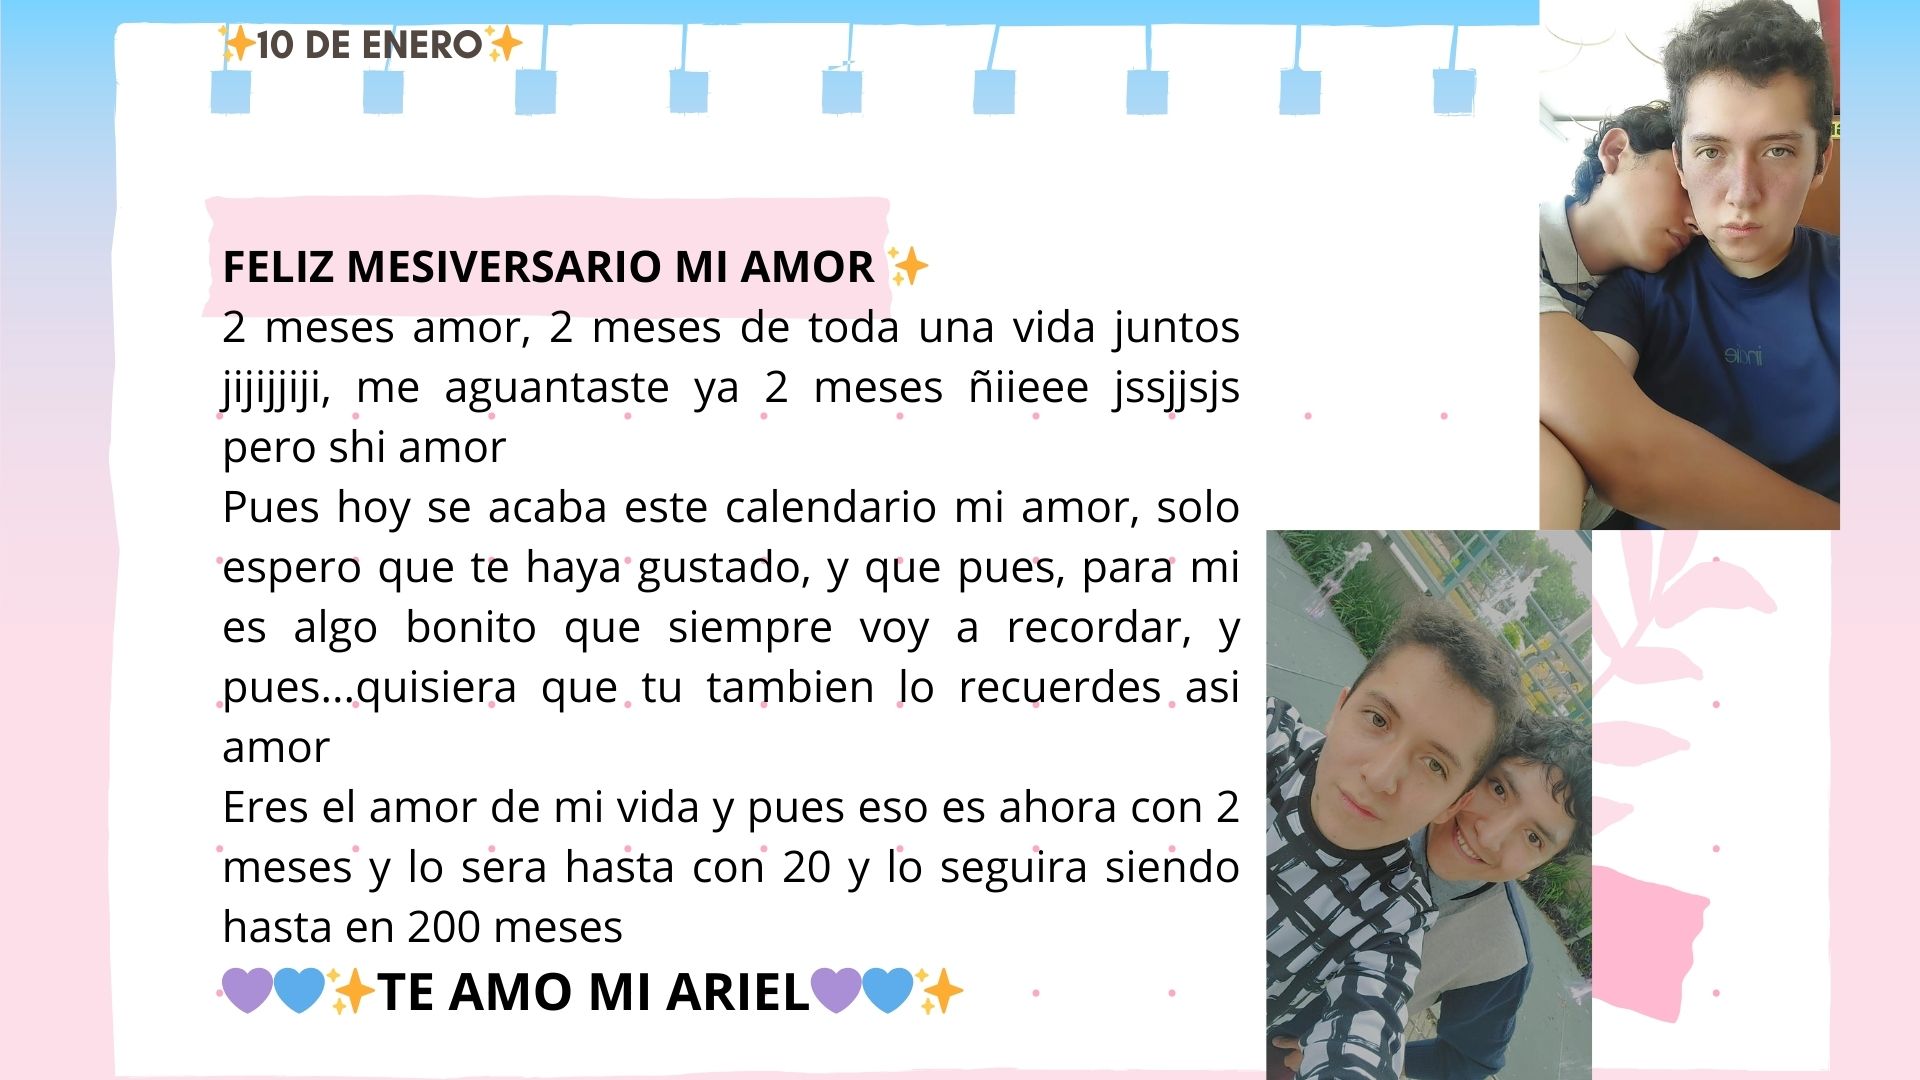 ✨10 DE ENERO✨
FELIZ MESIVERSARIO MI AMOR ✨
2 meses amor, 2 meses de toda una vida juntos
jijijjiji, me aguantaste ya 2 meses ñiieee jssjjsjs
pero shi amor
Pues hoy se acaba este calendario mi amor, solo
espero que te haya gustado, y que pues, para mi
es algo bonito que siempre voy a recordar, y
pues...quisiera que tu tambien lo recuerdes asi
amor
Eres el amor de mi vida y pues eso es ahora con 2
meses y lo sera hasta con 20 y lo seguira siendo
hasta en 200 meses
💜💙✨TE AMO MI ARIEL💜💙✨
indie